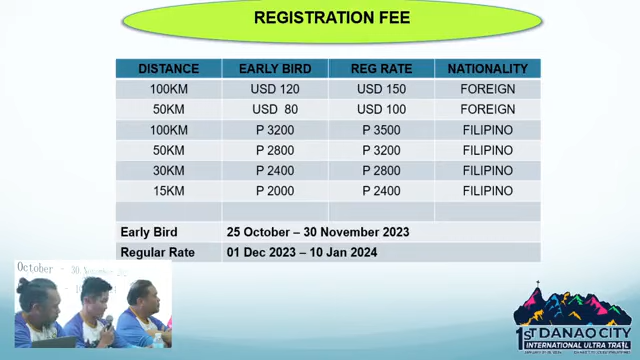 REGISTRATION FEE
DISTANCE EARLY BIRD REG RATE NATIONALITY
100KM USD 120 USD 150 FOREIGN
50KM USD 80 USD 100 FOREIGN
100KM P 3200 P 3500 FILIPINO
50KM P 2800 P 3200 FILIPINO
30KM P 2400 P 2800 FILIPINO
15KM P 2000 P 2400 FILIPINO
Early Bird 25 October – 30 November 2023
Regular Rate 01 Dec 2023 – 10 Jan 2024
October - 30 November
1ST DANAO CITY
INTERNATIONAL ULTRA TRAIL